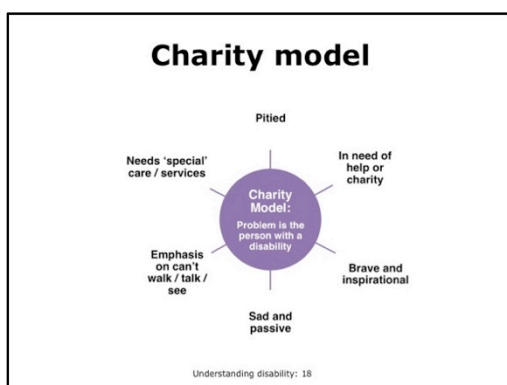 Charity model
Pitied
In need of
help or
charity
Brave and
inspirational
Sad and
passive
Emphasis
on can't
walk / talk /
see
Needs ‘special’
care / services
Charity
Model:
Problem is the
person with a
disability
Understanding disability: 18